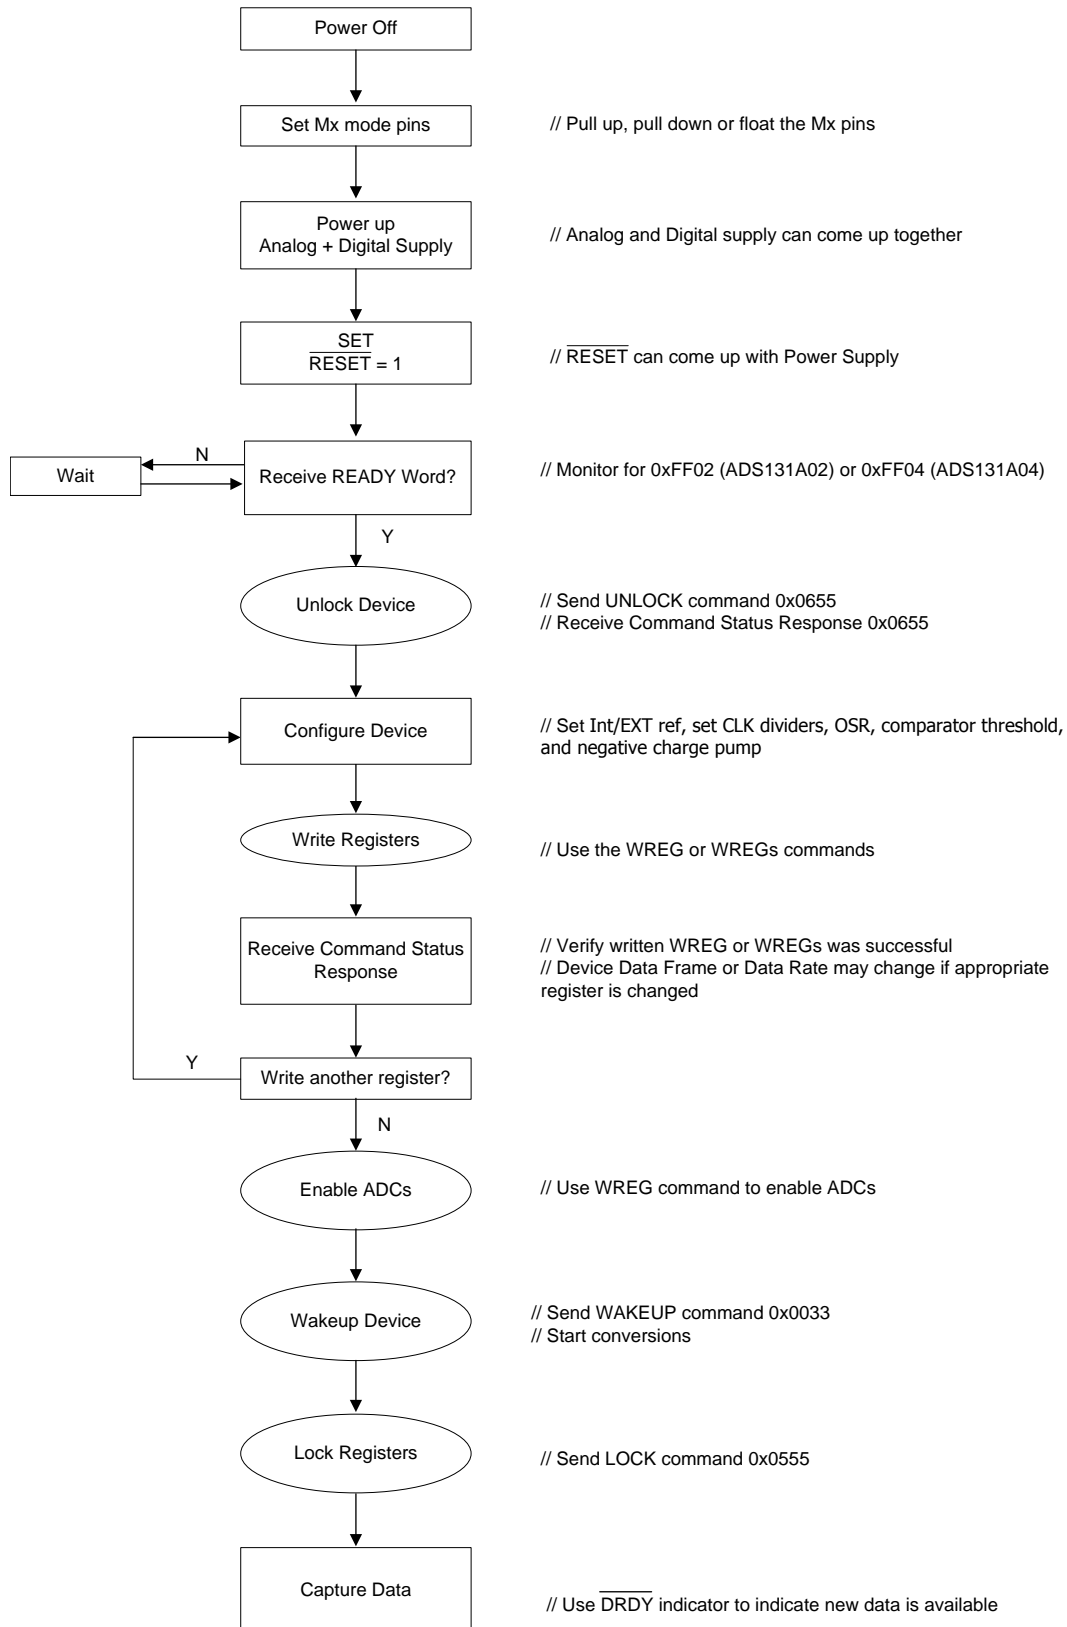 Power Off
Set Mx mode pins
// Pull up, pull down or float the Mx pins
Power up
Analog + Digital Supply
// Analog and Digital supply can come up together
SET
RESET = 1
// RESET can come up with Power Supply
N
Wait
Receive READY Word?
// Monitor for 0xFF02 (ADS131A02) or 0xFF04 (ADS131A04)
Y
Unlock Device
// Send UNLOCK command 0x0655
// Receive Command Status Response 0x0655
Configure Device
// Set Int/EXT ref, set CLK dividers, OSR, comparator threshold,
and negative charge pump
Write Registers
// Use the WREG or WREGs commands
Receive Command Status
Response
// Verify written WREG or WREGs was successful
// Device Data Frame or Data Rate may change if appropriate
register is changed
Y
Write another register?
N
Enable ADCs
// Use WREG command to enable ADCs
Wakeup Device
// Send WAKEUP command 0x0033
// Start conversions
Lock Registers
// Send LOCK command 0x0555
Capture Data
// Use DRDY indicator to indicate new data is available